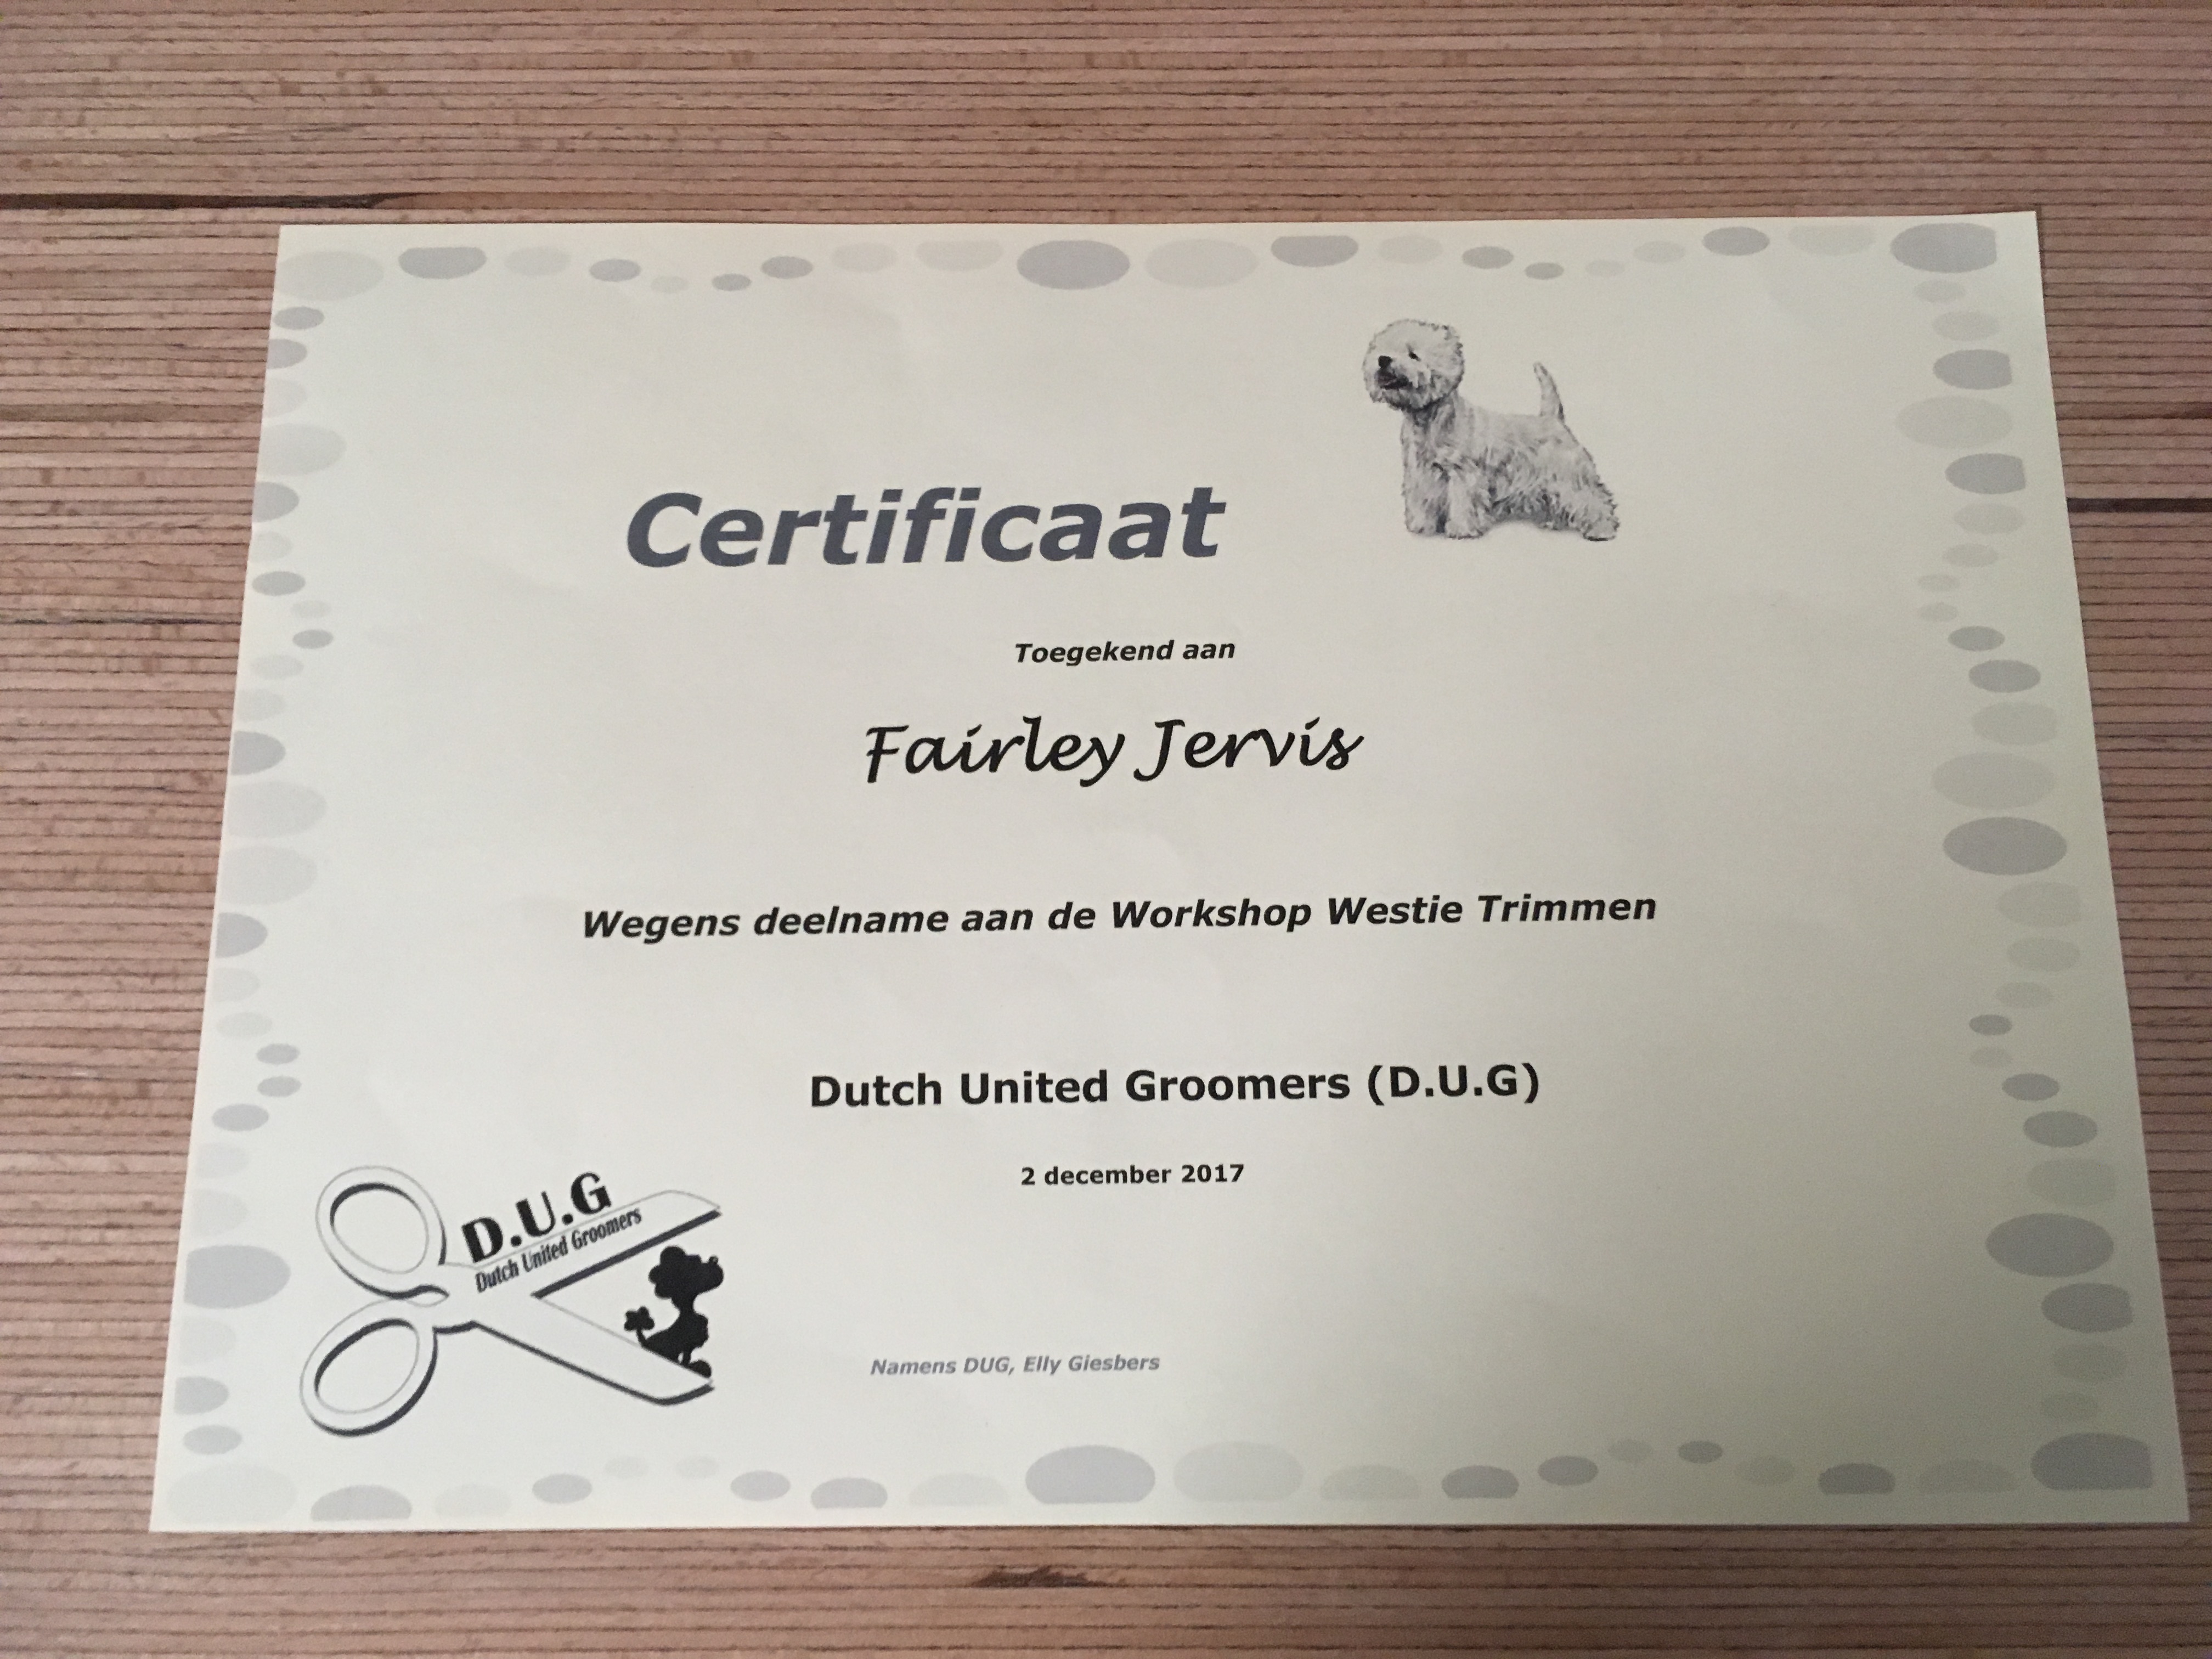 Certificaat
Toegekend aan
Fairley Jervis
Wegens deelname aan de Workshop Westie Trimmen
Dutch United Groomers (D.U.G)
2 december 2017
D.U.G
Dutch United Groomers
Namens DUG, Elly Giesbers